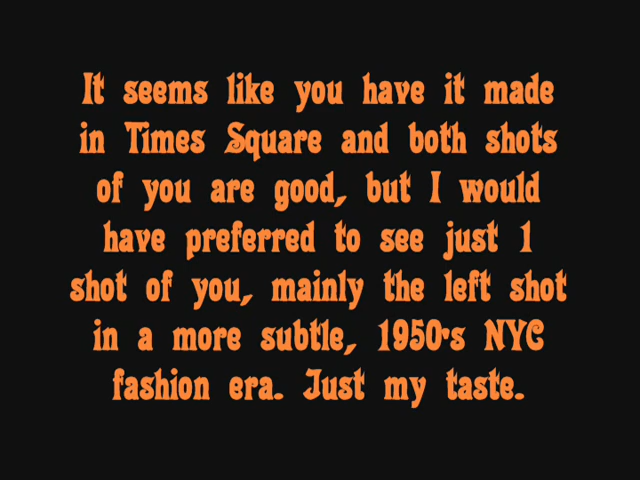 It seems like you have it made
in Times Square and both shots
of you are good, but I would
have preferred to see just 1
shot of you, mainly the left shot
in a more subtle, 1950's NYC
fashion era. Just my taste.